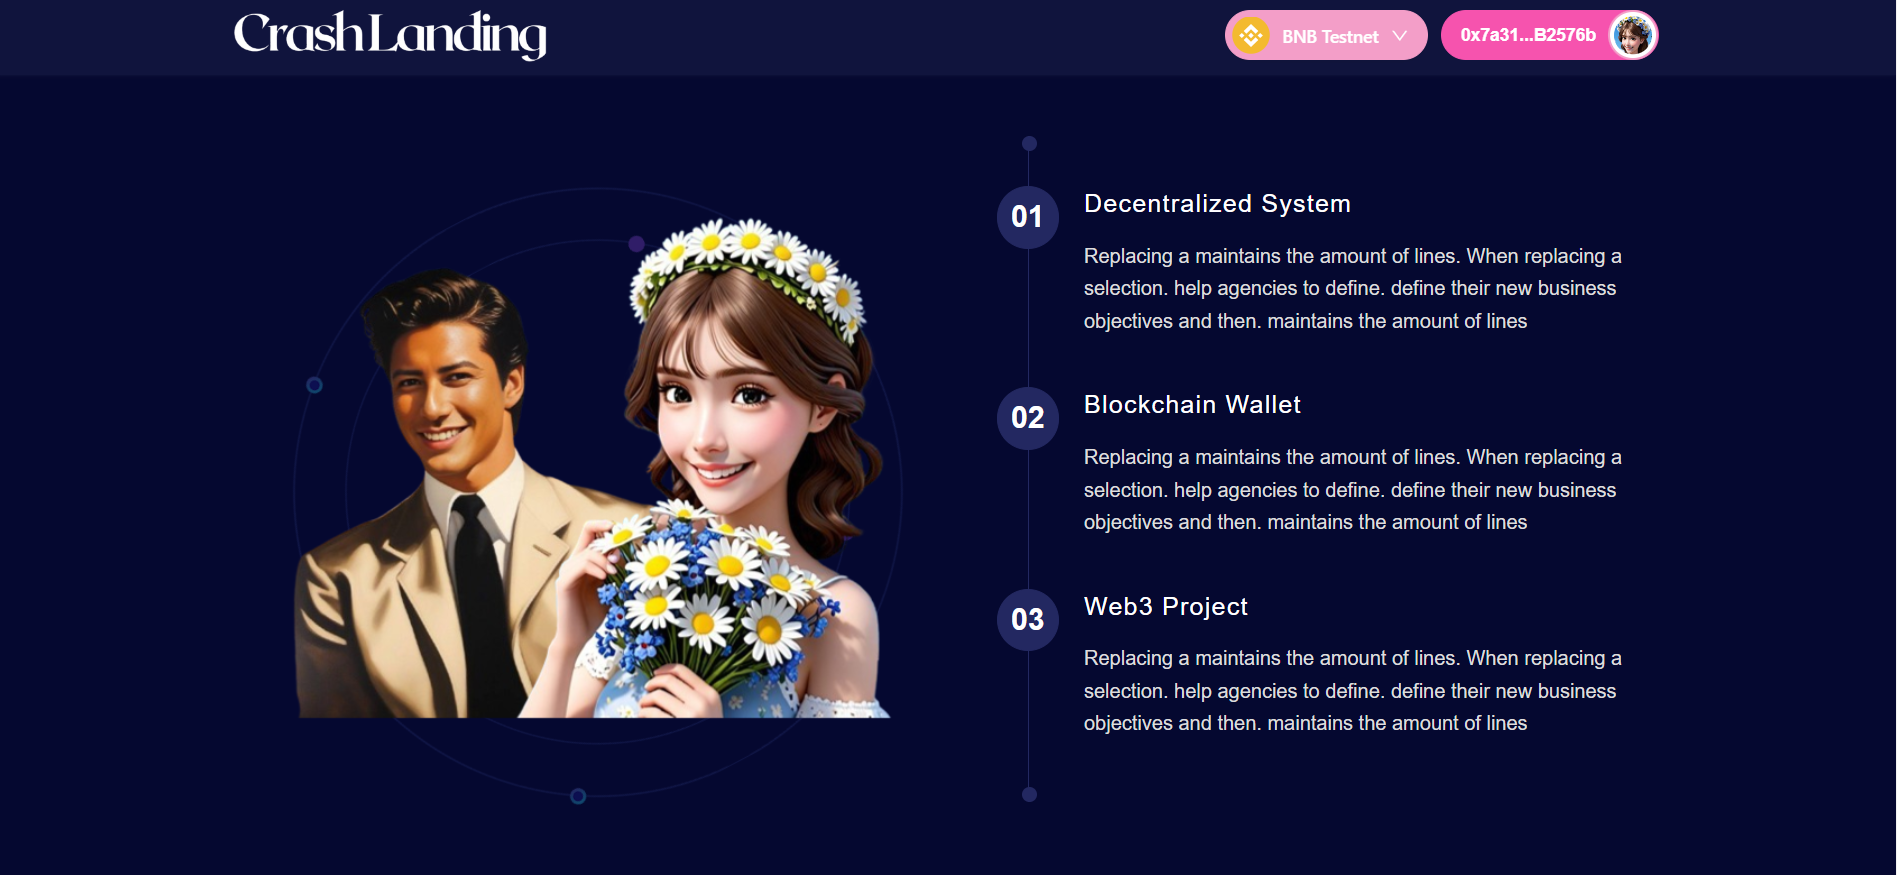 Crash Landing
BNB Testnet
0x7a31...B2576b
01
Decentralized System
Replacing a maintains the amount of lines. When replacing a
selection. help agencies to define. define their new business
objectives and then. maintains the amount of lines
02
Blockchain Wallet
Replacing a maintains the amount of lines. When replacing a
selection. help agencies to define. define their new business
objectives and then. maintains the amount of lines
03
Web3 Project
Replacing a maintains the amount of lines. When replacing a
selection. help agencies to define. define their new business
objectives and then. maintains the amount of lines